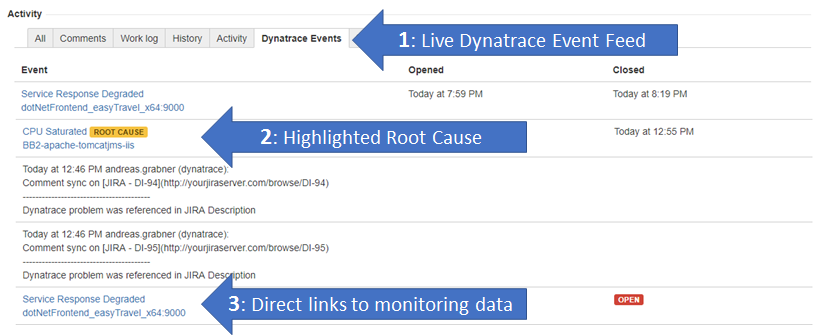 Activity
All Comments Work log History Activity Dynatrace Events
1: Live Dynatrace Event Feed
Event Opened Closed
Service Response Degraded Today at 7:59 PM Today at 8:19 PM
dotNetFrontend_easyTravel_x64:9000
CPU Saturated ROOT CAUSE Today at 12:55 PM
2: Highlighted Root Cause
BB2-apache-tomcatjms-iis
Today at 12:46 PM andreas.grabner (dynatrace):
Comment sync on [JIRA - DI-94](http://yourjiraserver.com/browse/DI-94)
----------------------------------------
Dynatrace problem was referenced in JIRA Description
Today at 12:46 PM andreas.grabner (dynatrace):
Comment sync on [JIRA - DI-95](http://yourjiraserver.com/browse/DI-95)
----------------------------------------
Dynatrace problem was referenced in JIRA Description
Service Response Degraded OPEN
3: Direct links to monitoring data
dotNetFrontend_easyTravel_x64:9000